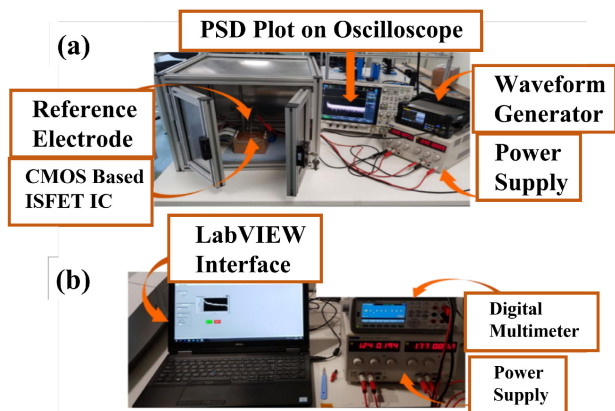 PSD Plot on Oscilloscope
(a)
Waveform
Generator
Reference
Electrode
Power
Supply
CMOS Based
ISFET IC
LabVIEW
Interface
(b)
Digital
Multimeter
Power
Supply